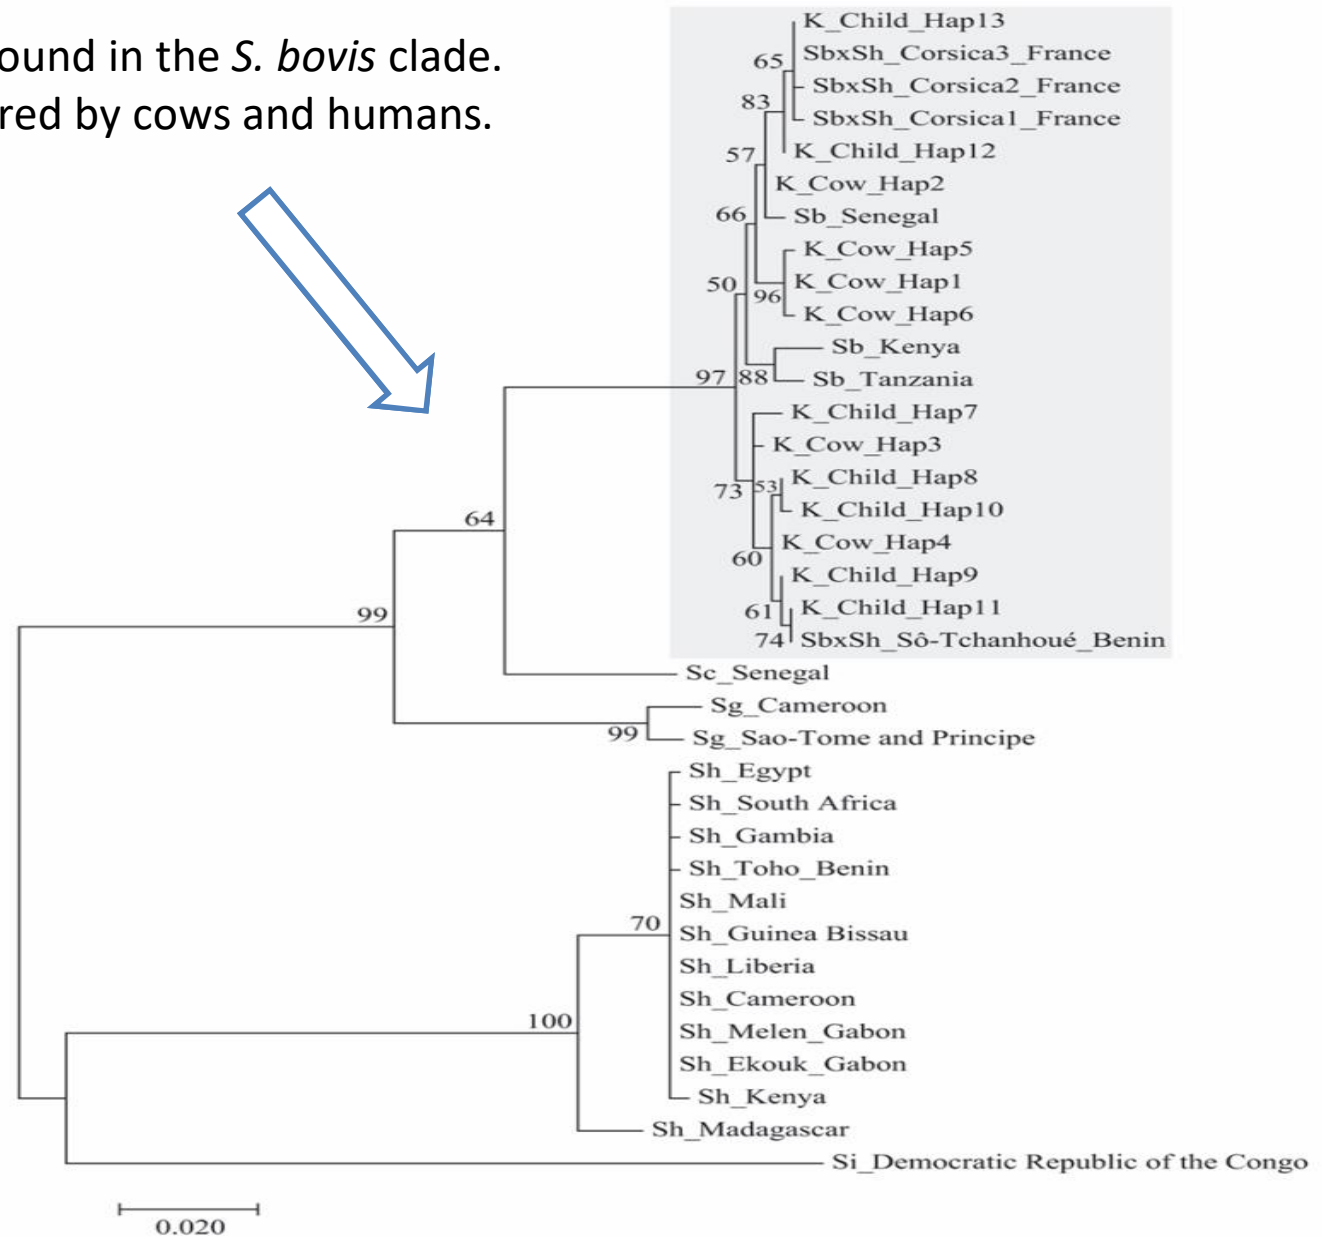 ound in the S. bovis clade.
red by cows and humans.
K_Child_Hap13
65
SbxSh_Corsica3_France
SbxSh_Corsica2_France
83
SbxSh_Corsica1_France
57
K_Child_Hap12
K_Cow_Hap2
66
Sb_Senegal
K_Cow_Hap5
50
K_Cow_Hap1
96
K_Cow_Hap6
Sb_Kenya
97
88
Sb_Tanzania
K_Child_Hap7
K_Cow_Hap3
K_Child_Hap8
73
53
K_Child_Hap10
64
K_Cow_Hap4
60
K_Child_Hap9
99
61
K_Child_Hap11
74
SbxSh_Sô-Tchanhoué_Benin
Sc_Senegal
Sg_Cameroon
99
Sg_Sao-Tome and Principe
Sh_Egypt
Sh_South Africa
Sh_Gambia
Sh_Toho_Benin
Sh_Mali
70
Sh_Guinea Bissau
Sh_Liberia
Sh_Cameroon
100
Sh_Melen_Gabon
Sh_Ekouk_Gabon
Sh_Kenya
Sh_Madagascar
Si_Democratic Republic of the Congo
0.020